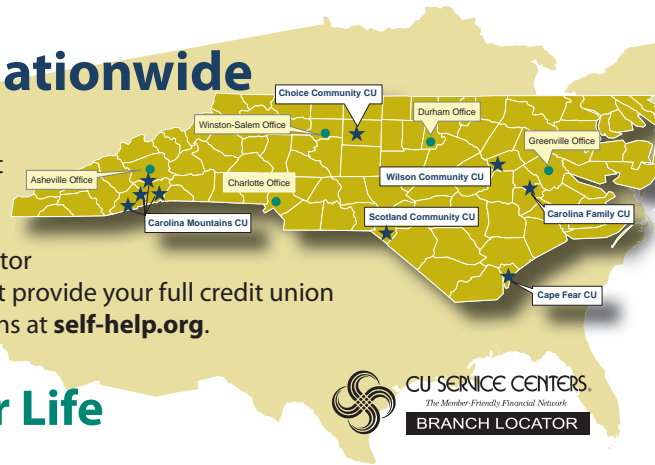 ationwide
Choice Community CU
Durham Office
Winston-Salem Office
Greenville Office
t
Asheville Office
Charlotte Office
Wilson Community CU
Carolina Mountains CU
Scotland Community CU
Carolina Family CU
tor
t provide your full credit union
Cape Fear CU
ns at self-help.org.
r Life
CU SERVICE CENTERS®
The Member-Friendly Financial Network
BRANCH LOCATOR